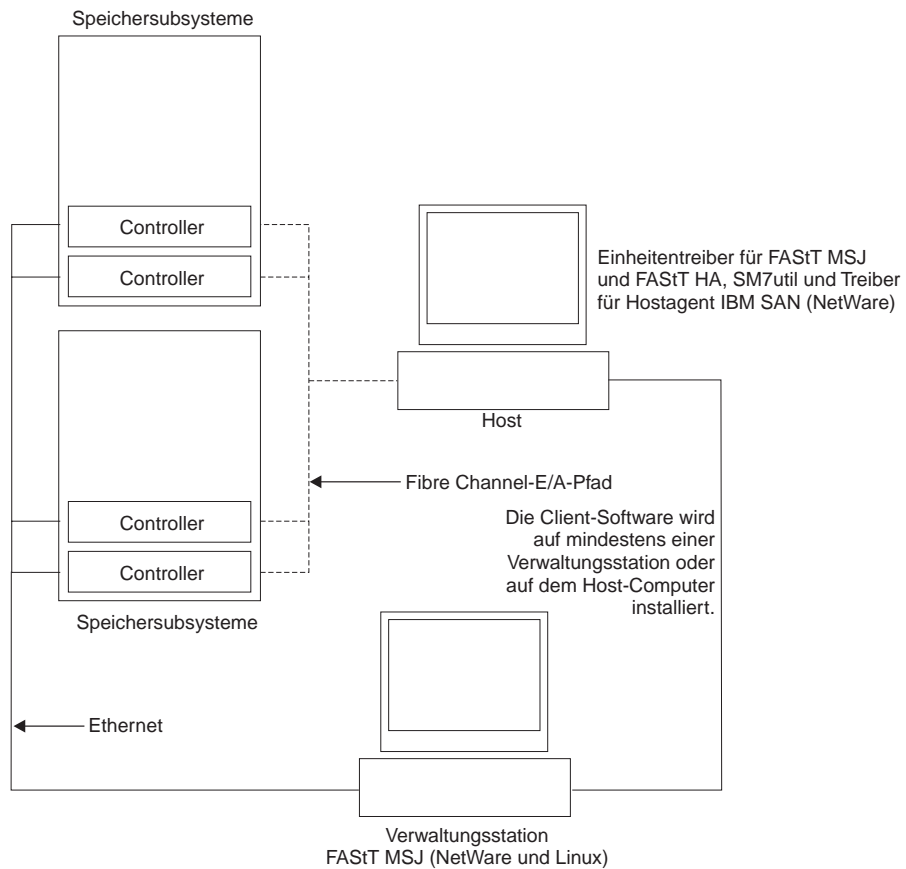 Speichersubsysteme
Controller
Controller
Einheitentreiber für FAStT MSJ
und FAStT HA, SM7util und Treiber
für Hostagent IBM SAN (NetWare)
Host
Fibre Channel-E/A-Pfad
Controller
Controller
Die Client-Software wird
auf mindestens einer
Verwaltungsstation oder
auf dem Host-Computer
installiert.
Speichersubsysteme
Ethernet
Verwaltungsstation
FAStT MSJ (NetWare und Linux)